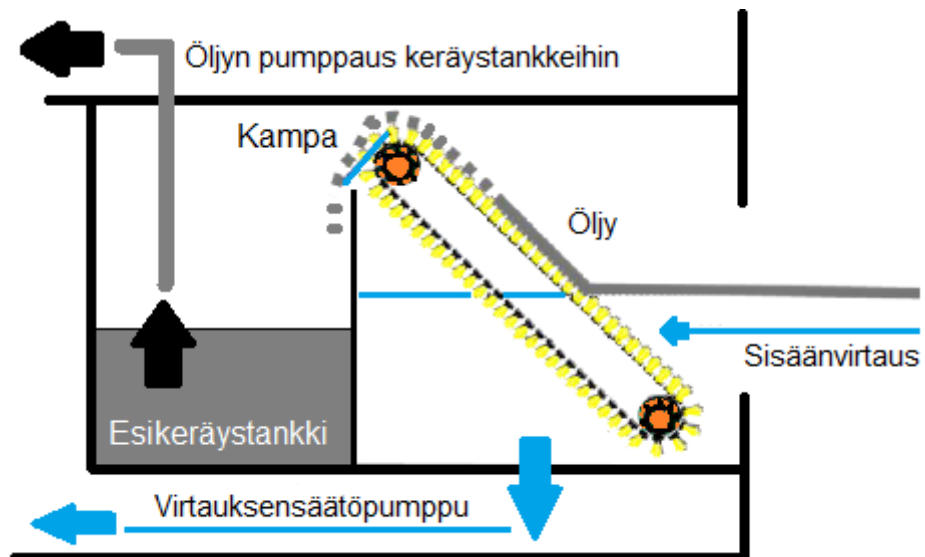 Öljyn pumppaus keräystankkeihin
Kampa
Öljy
Sisäänvirtaus
Esikeräystankki
Virtauksensäätöpumppu